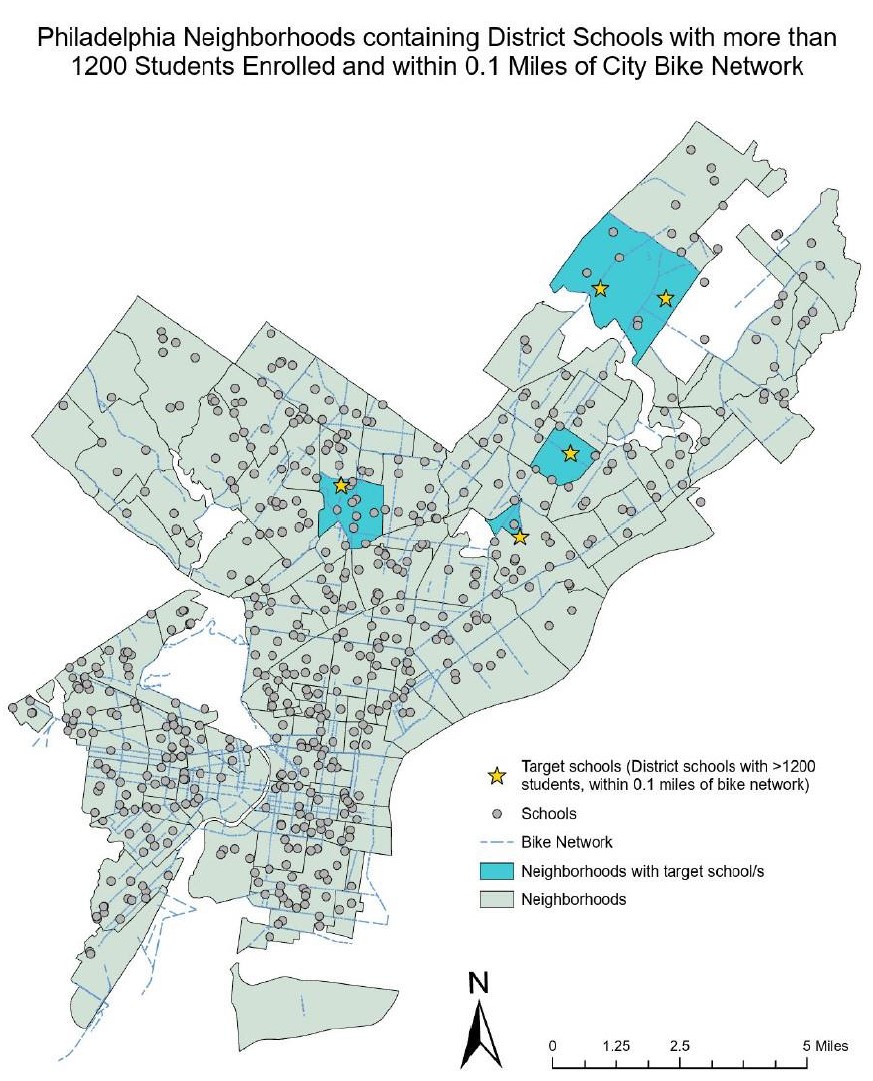 Philadelphia Neighborhoods containing District Schools with more than
1200 Students Enrolled and within 0.1 Miles of City Bike Network
Target schools (District schools with >1200
students, within 0.1 miles of bike network)
Schools
Bike Network
Neighborhoods with target school/s
Neighborhoods
N
0 1.25 2.5 5 Miles